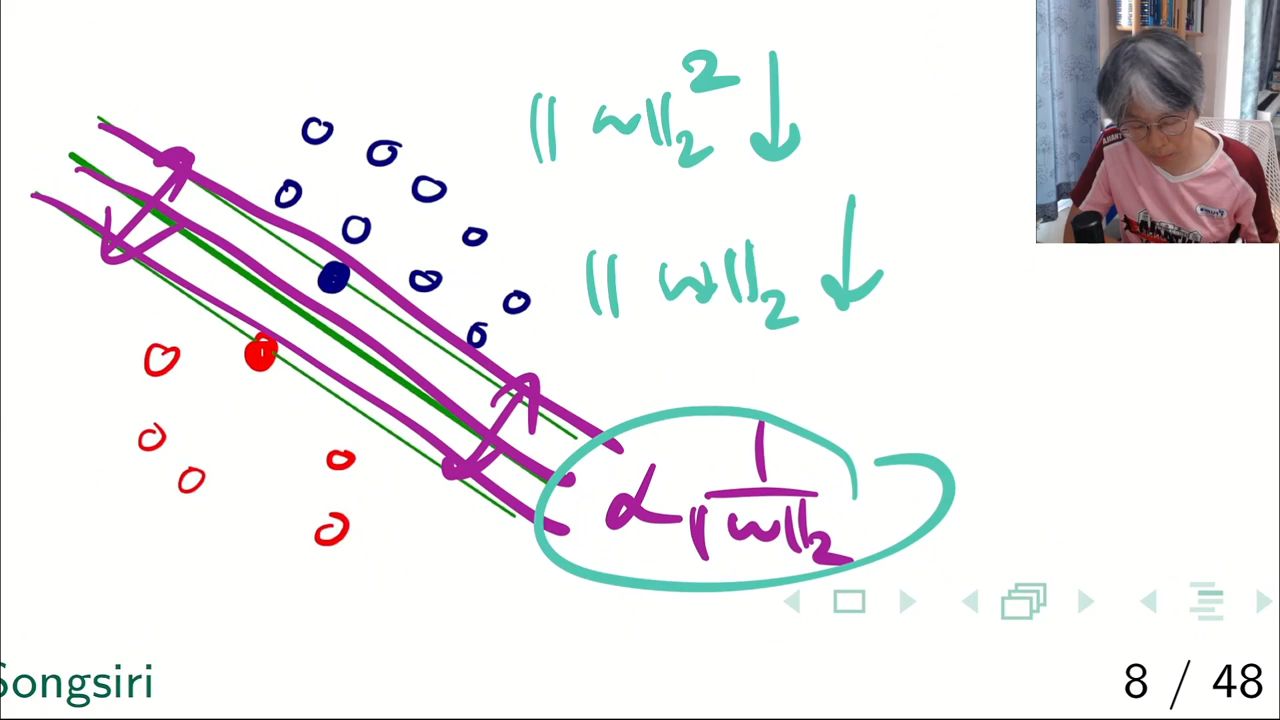 ‖w‖₂² ↓
‖w‖₂ ↓
α 1/‖w‖₂
Songsiri
8 / 48